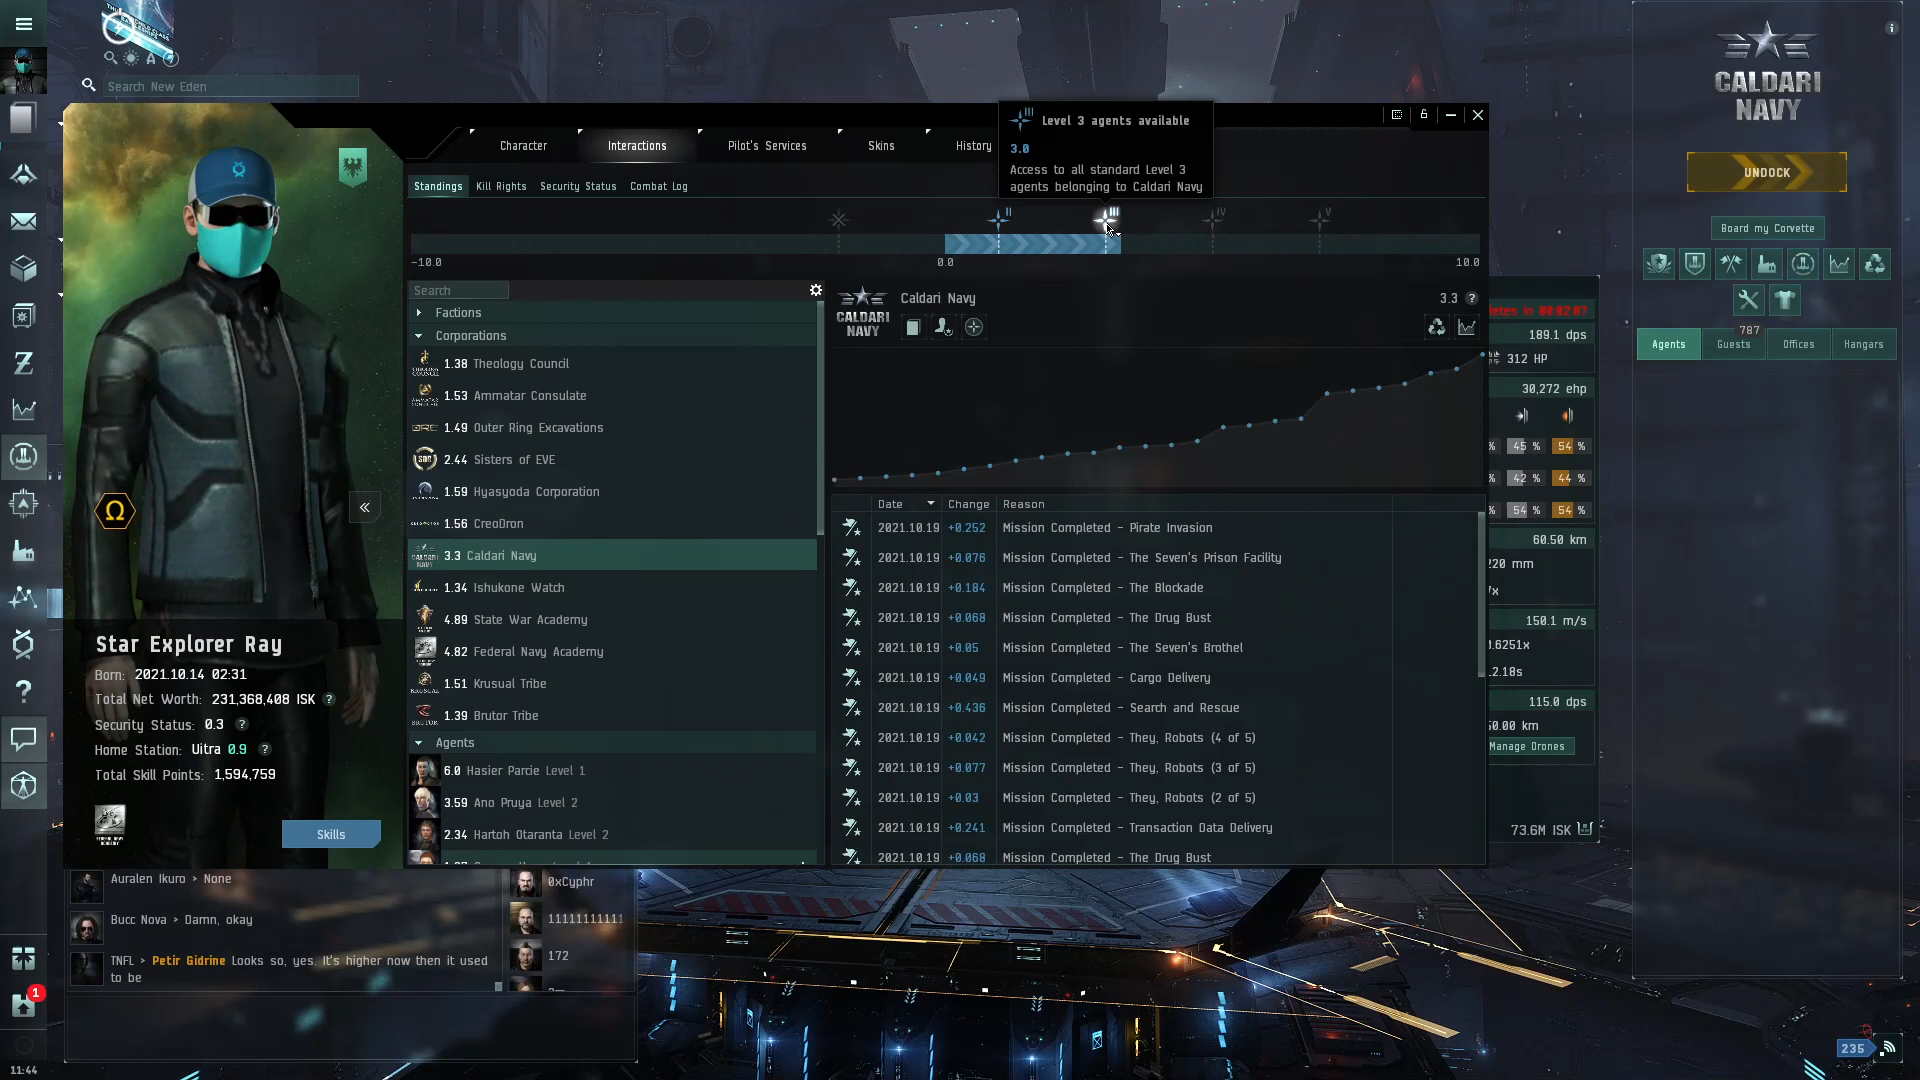 Search New Eden
Character
Interactions
Pilot's Services
Skins
History
Level 3 agents available
3.0
Access to all standard Level 3
agents belonging to Caldari Navy
Standings
Kill Rights
Security Status
Combat Log
II
III
IV
V
-10.0
0.0
10.0
Search
Factions
Corporations
1.38 Theology Council
1.53 Ammatar Consulate
1.49 Outer Ring Excavations
2.44 Sisters of EVE
1.59 Hyasyoda Corporation
1.56 CreoDron
3.3 Caldari Navy
1.34 Ishukone Watch
4.89 State War Academy
4.82 Federal Navy Academy
1.51 Krusual Tribe
1.39 Brutor Tribe
Agents
6.0 Hasier Parcie Level 1
3.59 Ano Pruya Level 2
2.34 Hartoh Otaranta Level 2
CALDARI
NAVY
Caldari Navy
3.3 ?
Date Change Reason
2021.10.19 +0.252 Mission Completed - Pirate Invasion
2021.10.19 +0.076 Mission Completed - The Seven's Prison Facility
2021.10.19 +0.184 Mission Completed - The Blockade
2021.10.19 +0.068 Mission Completed - The Drug Bust
2021.10.19 +0.05 Mission Completed - The Seven's Brothel
2021.10.19 +0.049 Mission Completed - Cargo Delivery
2021.10.19 +0.436 Mission Completed - Search and Rescue
2021.10.19 +0.042 Mission Completed - They, Robots (4 of 5)
2021.10.19 +0.077 Mission Completed - They, Robots (3 of 5)
2021.10.19 +0.03 Mission Completed - They, Robots (2 of 5)
2021.10.19 +0.241 Mission Completed - Transaction Data Delivery
2021.10.19 +0.068 Mission Completed - The Drug Bust
Ω
Star Explorer Ray
Born: 2021.10.14 02:31
Total Net Worth: 231,368,408 ISK ?
Security Status: 0.3 ?
Home Station: Uitra 0.9 ?
Total Skill Points: 1,594,759
Skills
Auralen Ikuro > None
Bucc Nova > Damn, okay
TNFL > Petir Gidrine Looks so, yes. It's higher now then it used
to be
0xCyphr
11111111111
172
1
11:44
in 00:02:07
189.1 dps
312 HP
30,272 ehp
% 45 % 54 %
% 42 % 44 %
% 54 % 54 %
60.50 km
220 mm
150.1 m/s
0.6251x
115.0 dps
Manage Drones
73.6M ISK
CALDARI
NAVY
UNDOCK
Board my Corvette
787
Agents
Guests
Offices
Hangars
235